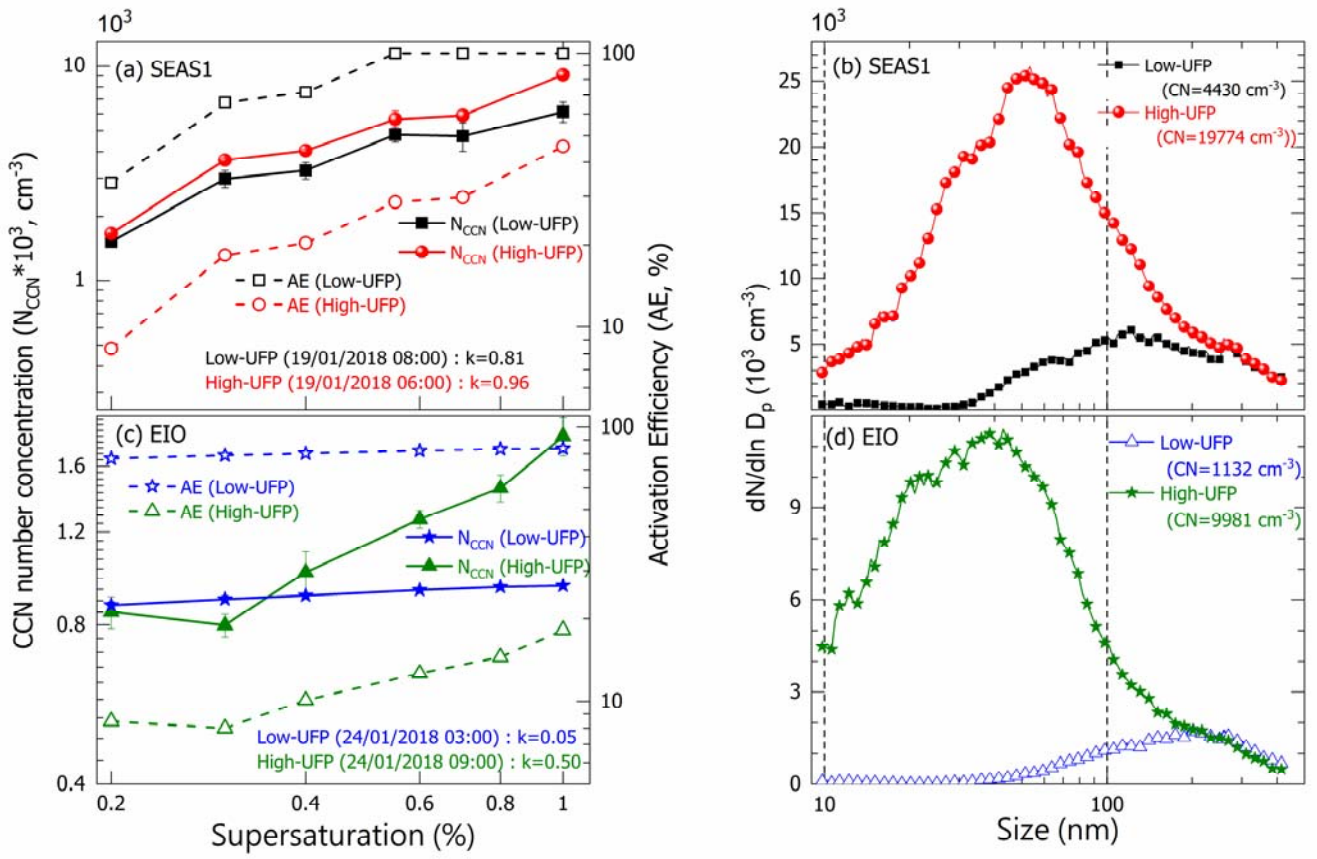 10³
10
1
(a) SEAS1
100
10
N_CCN (Low-UFP)
N_CCN (High-UFP)
AE (Low-UFP)
AE (High-UFP)
Low-UFP (19/01/2018 08:00) : k=0.81
High-UFP (19/01/2018 06:00) : k=0.96
CCN number concentration (N_CCN*10³, cm⁻³)
Activation Efficiency (AE, %)
(c) EIO
1.6
1.2
0.8
0.4
100
10
AE (Low-UFP)
AE (High-UFP)
N_CCN (Low-UFP)
N_CCN (High-UFP)
Low-UFP (24/01/2018 03:00) : k=0.05
High-UFP (24/01/2018 09:00) : k=0.50
0.2 0.4 0.6 0.8 1
Supersaturation (%)
10³
25
20
15
10
5
(b) SEAS1
Low-UFP
(CN=4430 cm⁻³)
High-UFP
(CN=19774 cm⁻³))
dN/dln D_p (10³ cm⁻³)
(d) EIO
9
6
3
0
Low-UFP
(CN=1132 cm⁻³)
High-UFP
(CN=9981 cm⁻³)
10 100
Size (nm)